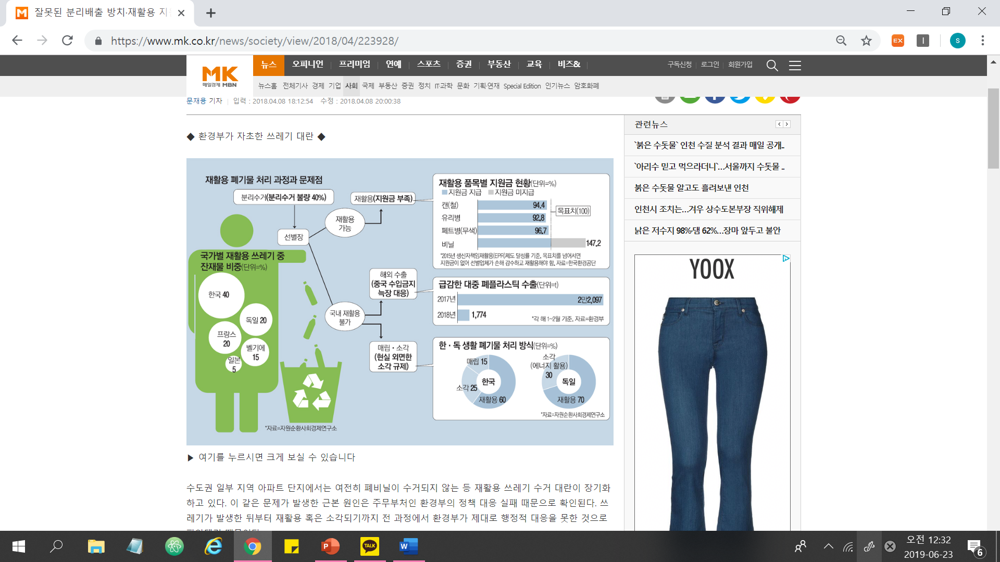 잘못된 분리배출 방치·재활용 지
https://www.mk.co.kr/news/society/view/2018/04/223928/
EX
I
s
MK
매일경제 MBN
뉴스 오피니언 프리미엄 연예 스포츠 증권 부동산 교육 비즈&
구독신청 로그인 회원가입
뉴스홈 전체기사 경제 기업 사회 국제 부동산 증권 정치 IT·과학 문화 기획·연재 Special Edition 인기뉴스 암호화폐
문재용 기자 입력 : 2018.04.08 18:12:54 수정 : 2018.04.08 20:00:38
◆ 환경부가 자초한 쓰레기 대란 ◆
재활용 폐기물 처리 과정과 문제점
분리수거(분리수거 불량 40%)
재활용(지원금 부족)
재활용
가능
선별장
국가별 재활용 쓰레기 중
잔재물 비중(단위=%)
한국 40
독일 20
프랑스
20
벨기에
15
일본
5
해외 수출
(중국 수입금지
늑장 대응)
국내 재활용
불가
매립·소각
(현실 외면한
소각 규제)
*자료=자원순환사회경제연구소
재활용 품목별 지원금 현황(단위=%)
지원금 지급 지원금 미지급
캔(철) 94.4
목표치(100)
유리병 92.8
페트병(무색) 96.7
비닐 147.2
*2015년 생산자책임재활용(EPR)제도 달성률 기준. 목표치를 넘어서면
지원금이 없어 선별업체가 손해 감수하고 재활용해야 함. 자료=한국환경공단
급감한 대중 폐플라스틱 수출(단위=t)
2017년 2만2,097
2018년 1,774
*각 해 1~2월 기준. 자료=환경부
한·독 생활 폐기물 처리 방식(단위=%)
매립 15
한국
소각 25
재활용 60
소각
(에너지 활용)
30
독일
재활용 70
*자료=자원순환사회경제연구소
▶ 여기를 누르시면 크게 보실 수 있습니다
수도권 일부 지역 아파트 단지에서는 여전히 폐비닐이 수거되지 않는 등 재활용 쓰레기 수거 대란이 장기화
하고 있다. 이 같은 문제가 발생한 근본 원인은 주무부처인 환경부의 정책 대응 실패 때문으로 확인된다. 쓰
레기가 발생한 뒤부터 재활용 혹은 소각되기까지 전 과정에서 환경부가 제대로 행정적 대응을 못한 것으로
관련뉴스
`붉은 수돗물` 인천 수질 분석 결과 매일 공개..
`아리수 믿고 먹으라더니`…서울까지 수돗물 ..
붉은 수돗물 알고도 흘려보낸 인천
인천시 조치는…겨우 상수도본부장 직위해제
낡은 저수지 98%·댐 62%…장마 앞두고 불안
YOOX
P
TALK
W
오전 12:32
2019-06-23
6